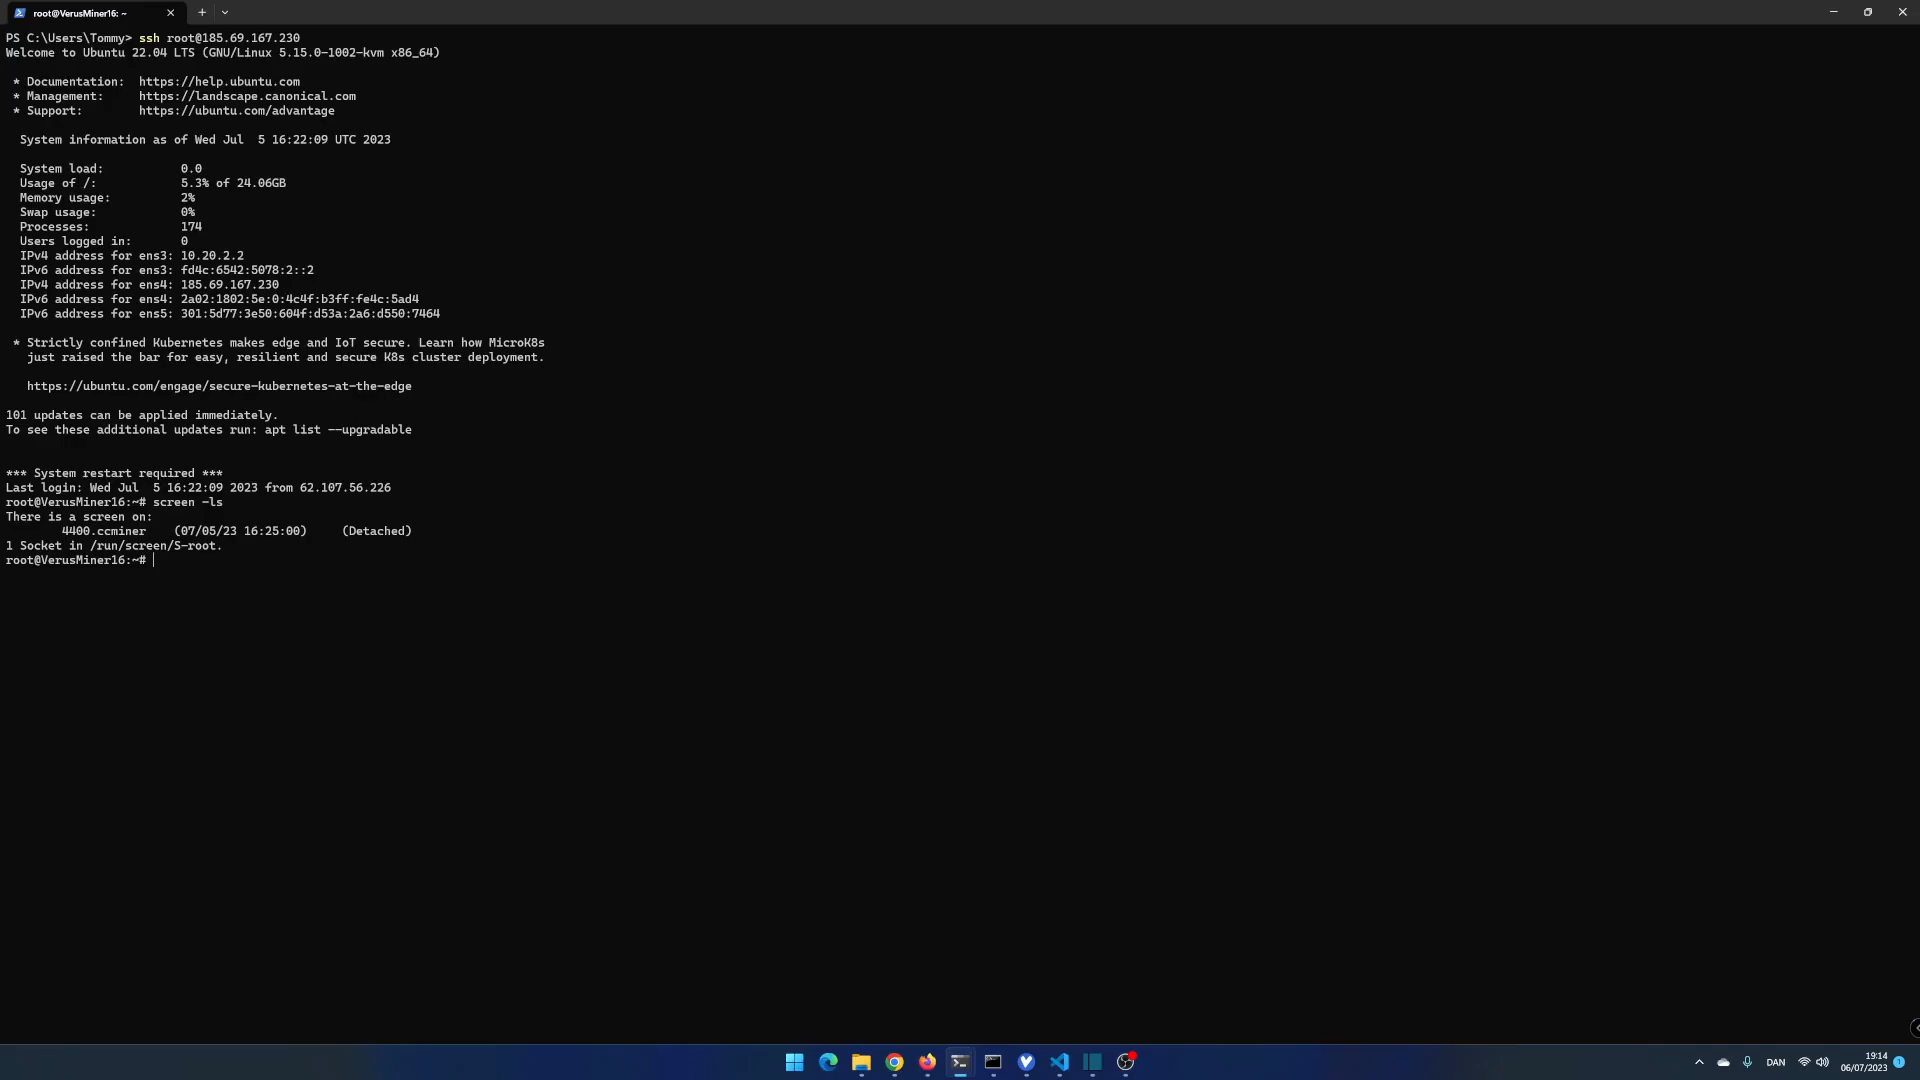 root@VerusMiner16: ~
PS C:\Users\Tommy> ssh root@185.69.167.230
Welcome to Ubuntu 22.04 LTS (GNU/Linux 5.15.0-1002-kvm x86_64)
* Documentation:  https://help.ubuntu.com
* Management:     https://landscape.canonical.com
* Support:        https://ubuntu.com/advantage
System information as of Wed Jul  5 16:22:09 UTC 2023
System load:           0.0
Usage of /:            5.3% of 24.06GB
Memory usage:          2%
Swap usage:            0%
Processes:             174
Users logged in:       0
IPv4 address for ens3: 10.20.2.2
IPv6 address for ens3: fd4c:6542:5078:2::2
IPv4 address for ens4: 185.69.167.230
IPv6 address for ens4: 2a02:1802:5e:0:4c4f:b3ff:fe4c:5ad4
IPv6 address for ens5: 301:5d77:3e50:604f:d53a:2a6:d550:7464
* Strictly confined Kubernetes makes edge and IoT secure. Learn how MicroK8s
just raised the bar for easy, resilient and secure K8s cluster deployment.
https://ubuntu.com/engage/secure-kubernetes-at-the-edge
101 updates can be applied immediately.
To see these additional updates run: apt list --upgradable
*** System restart required ***
Last login: Wed Jul  5 16:22:09 2023 from 62.107.56.226
root@VerusMiner16:~# screen -ls
There is a screen on:
4400.ccminer    (07/05/23 16:25:00)     (Detached)
1 Socket in /run/screen/S-root.
root@VerusMiner16:~#
DAN
19:14
06/07/2023
1